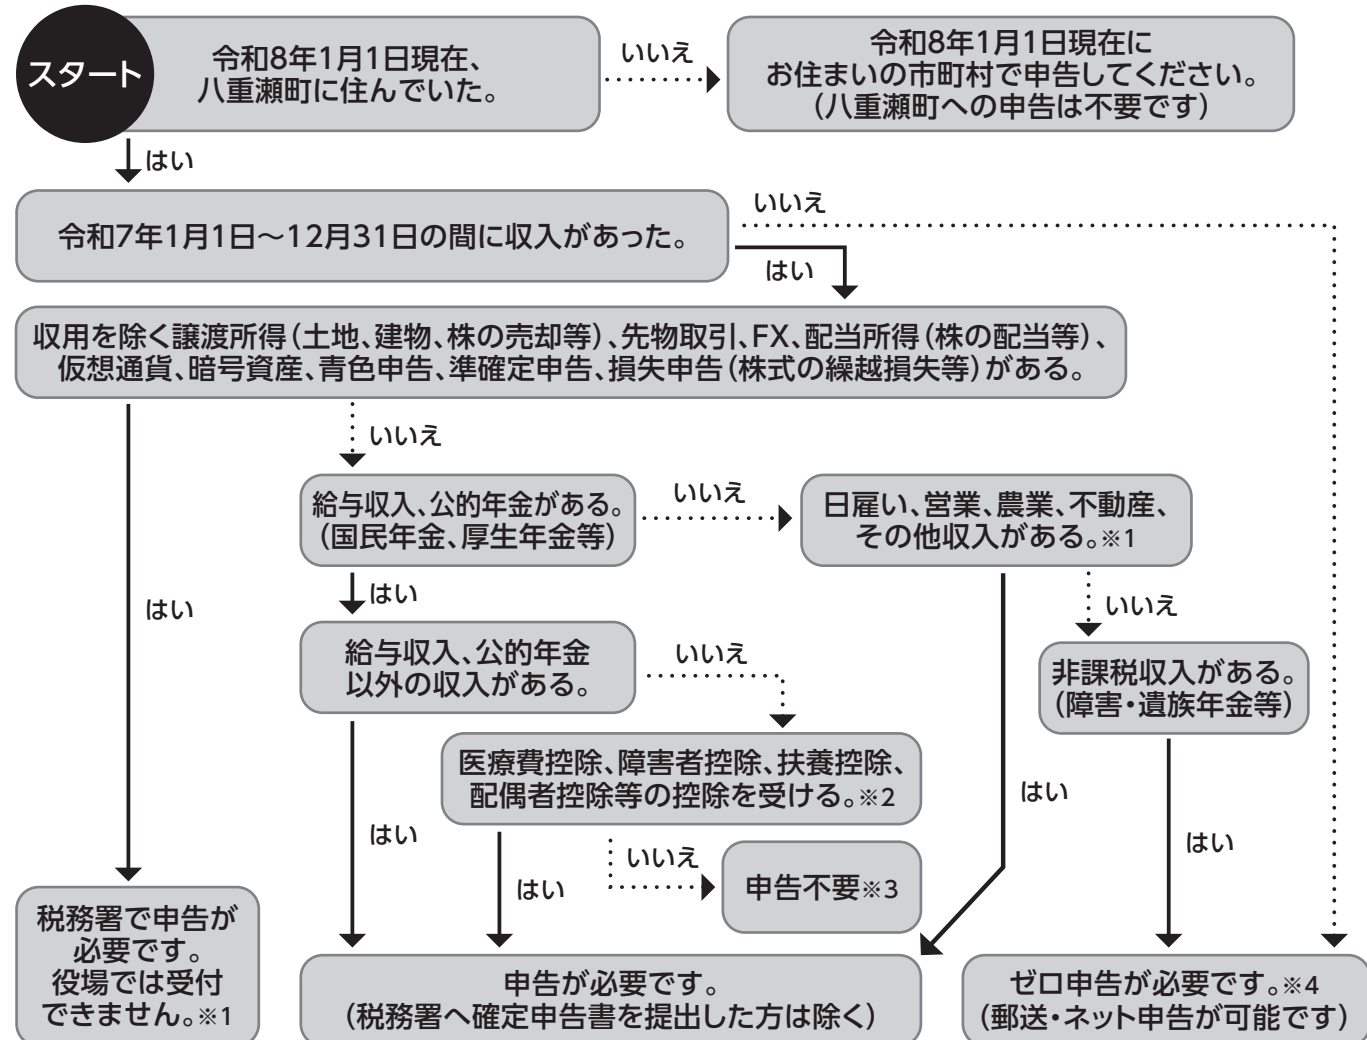 スタート
令和8年1月1日現在、
八重瀬町に住んでいた。
いいえ
令和8年1月1日現在に
お住まいの市町村で申告してください。
（八重瀬町への申告は不要です）
はい
令和7年1月1日～12月31日の間に収入があった。
いいえ
はい
収用を除く譲渡所得（土地、建物、株の売却等）、先物取引、FX、配当所得（株の配当等）、
仮想通貨、暗号資産、青色申告、準確定申告、損失申告（株式の繰越損失等）がある。
はい
いいえ
給与収入、公的年金がある。
（国民年金、厚生年金等）
いいえ
日雇い、営業、農業、不動産、
その他収入がある。※1
はい
いいえ
給与収入、公的年金
以外の収入がある。
いいえ
非課税収入がある。
（障害・遺族年金等）
医療費控除、障害者控除、扶養控除、
配偶者控除等の控除を受ける。※2
はい
はい
はい
はい
いいえ
申告不要※3
税務署で申告が
必要です。
役場では受付
できません。※1
申告が必要です。
（税務署へ確定申告書を提出した方は除く）
ゼロ申告が必要です。※4
（郵送・ネット申告が可能です）